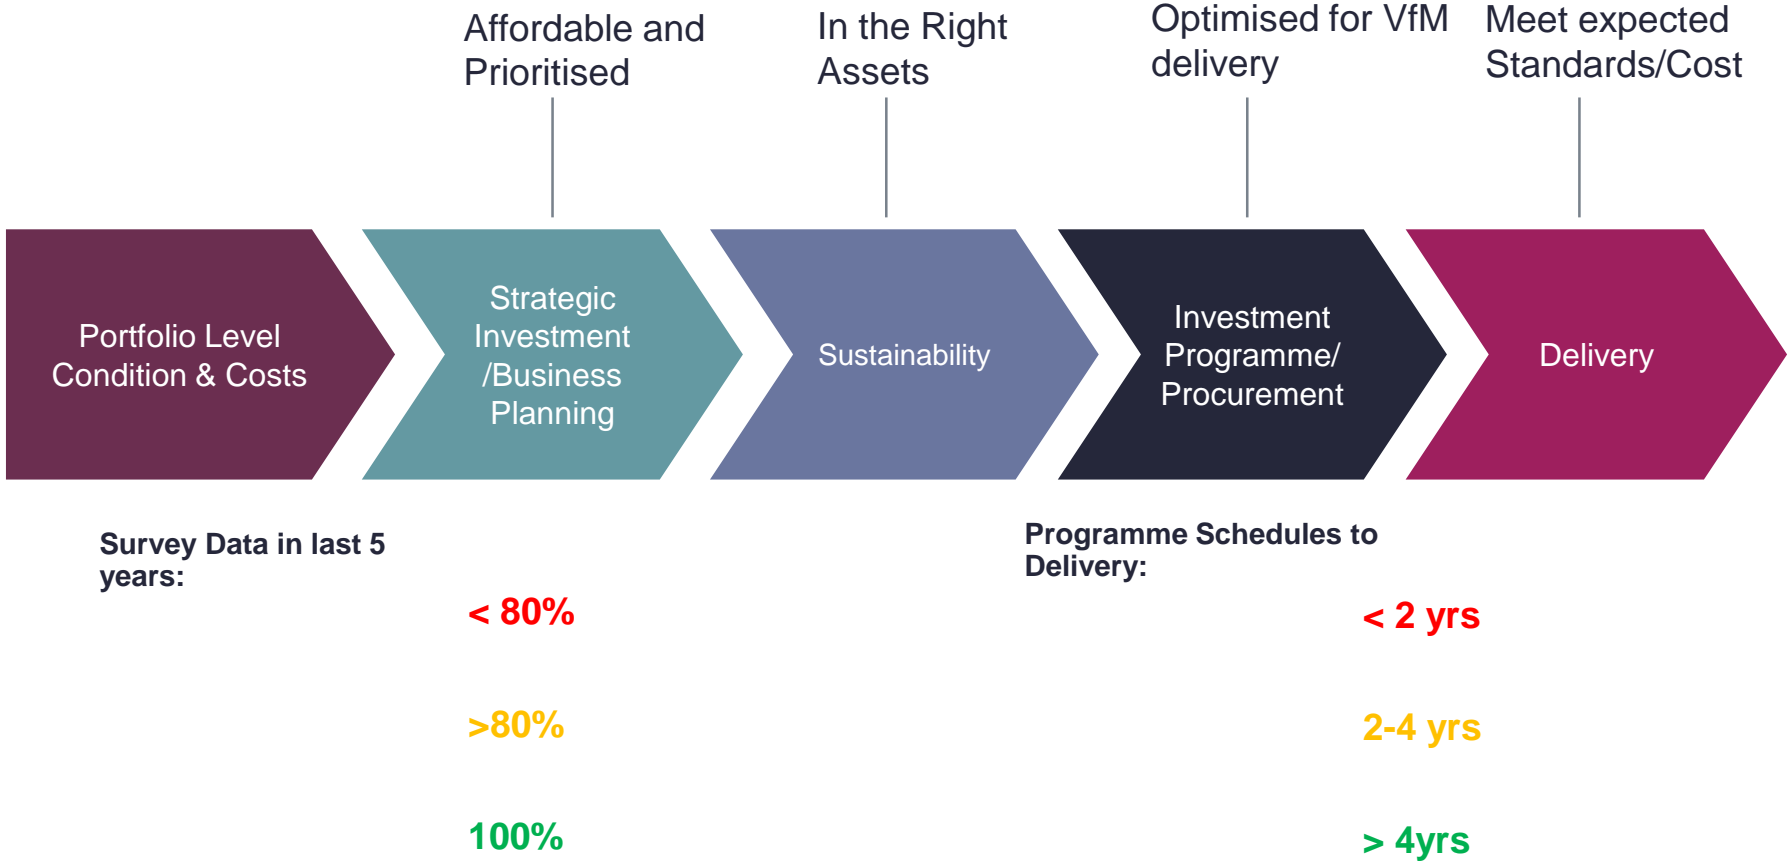 Affordable and
Prioritised
In the Right
Assets
Optimised for VfM
delivery
Meet expected
Standards/Cost
Portfolio Level
Condition & Costs
Strategic
Investment
/Business
Planning
Sustainability
Investment
Programme/
Procurement
Delivery
Survey Data in last 5
years:
< 80%
>80%
100%
Programme Schedules to
Delivery:
< 2 yrs
2-4 yrs
> 4yrs